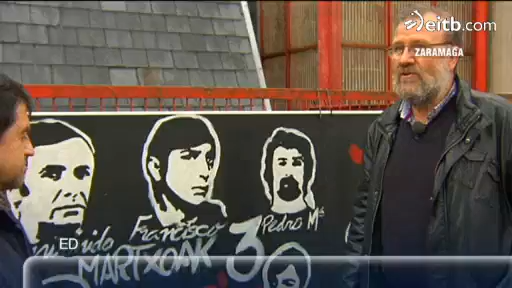 eitb.com
ZARAMAGA
Francisco
Pedro Mª
MARTXOAK 3
ED